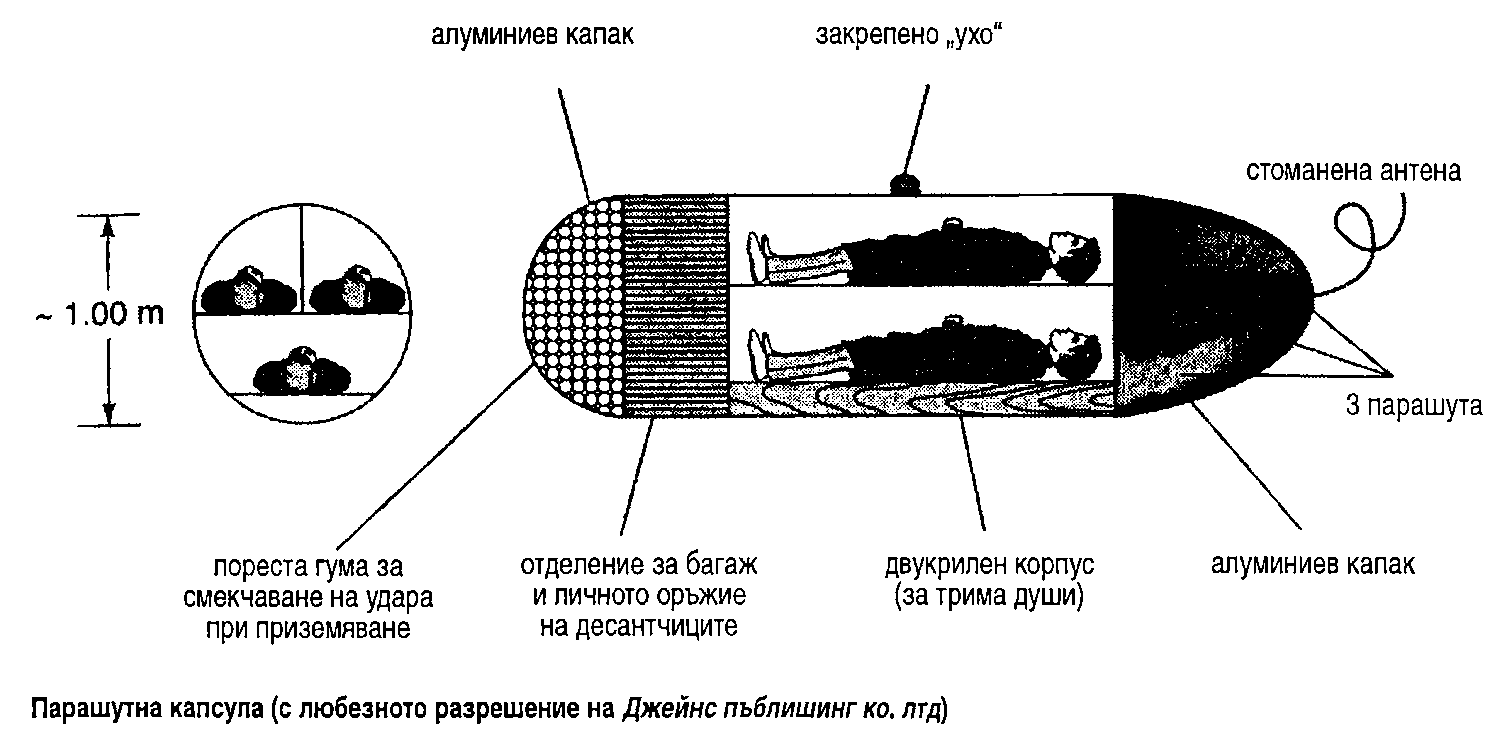 алуминиев капак
закрепено „ухо“
стоманена антена
~ 1.00 m
3 парашута
пореста гума за
смекчаване на удара
при приземяване
отделение за багаж
и личното оръжие
на десантчиците
двукрилен корпус
(за трима души)
алуминиев капак
Парашутна капсула (с любезното разрешение на Джейнс пъблишинг ко. лтд)